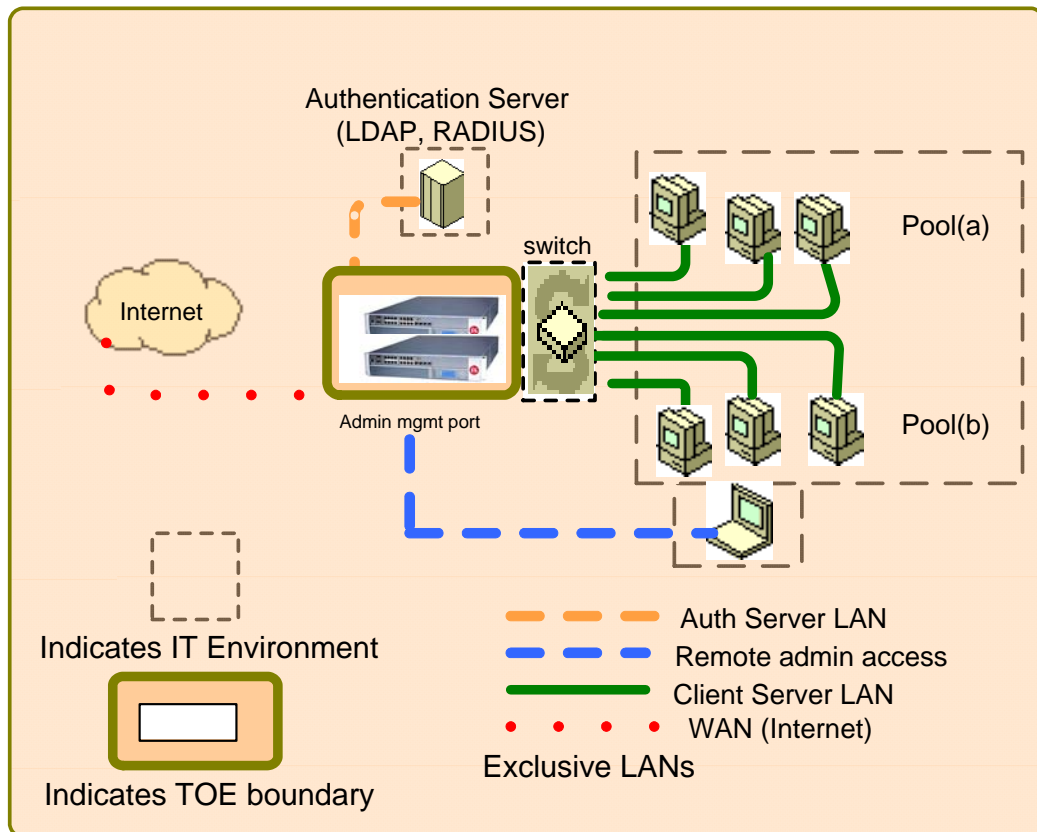 Authentication Server
(LDAP, RADIUS)
switch
Pool(a)
Internet
Admin mgmt port
Pool(b)
Indicates IT Environment
Indicates TOE boundary
Auth Server LAN
Remote admin access
Client Server LAN
WAN (Internet)
Exclusive LANs